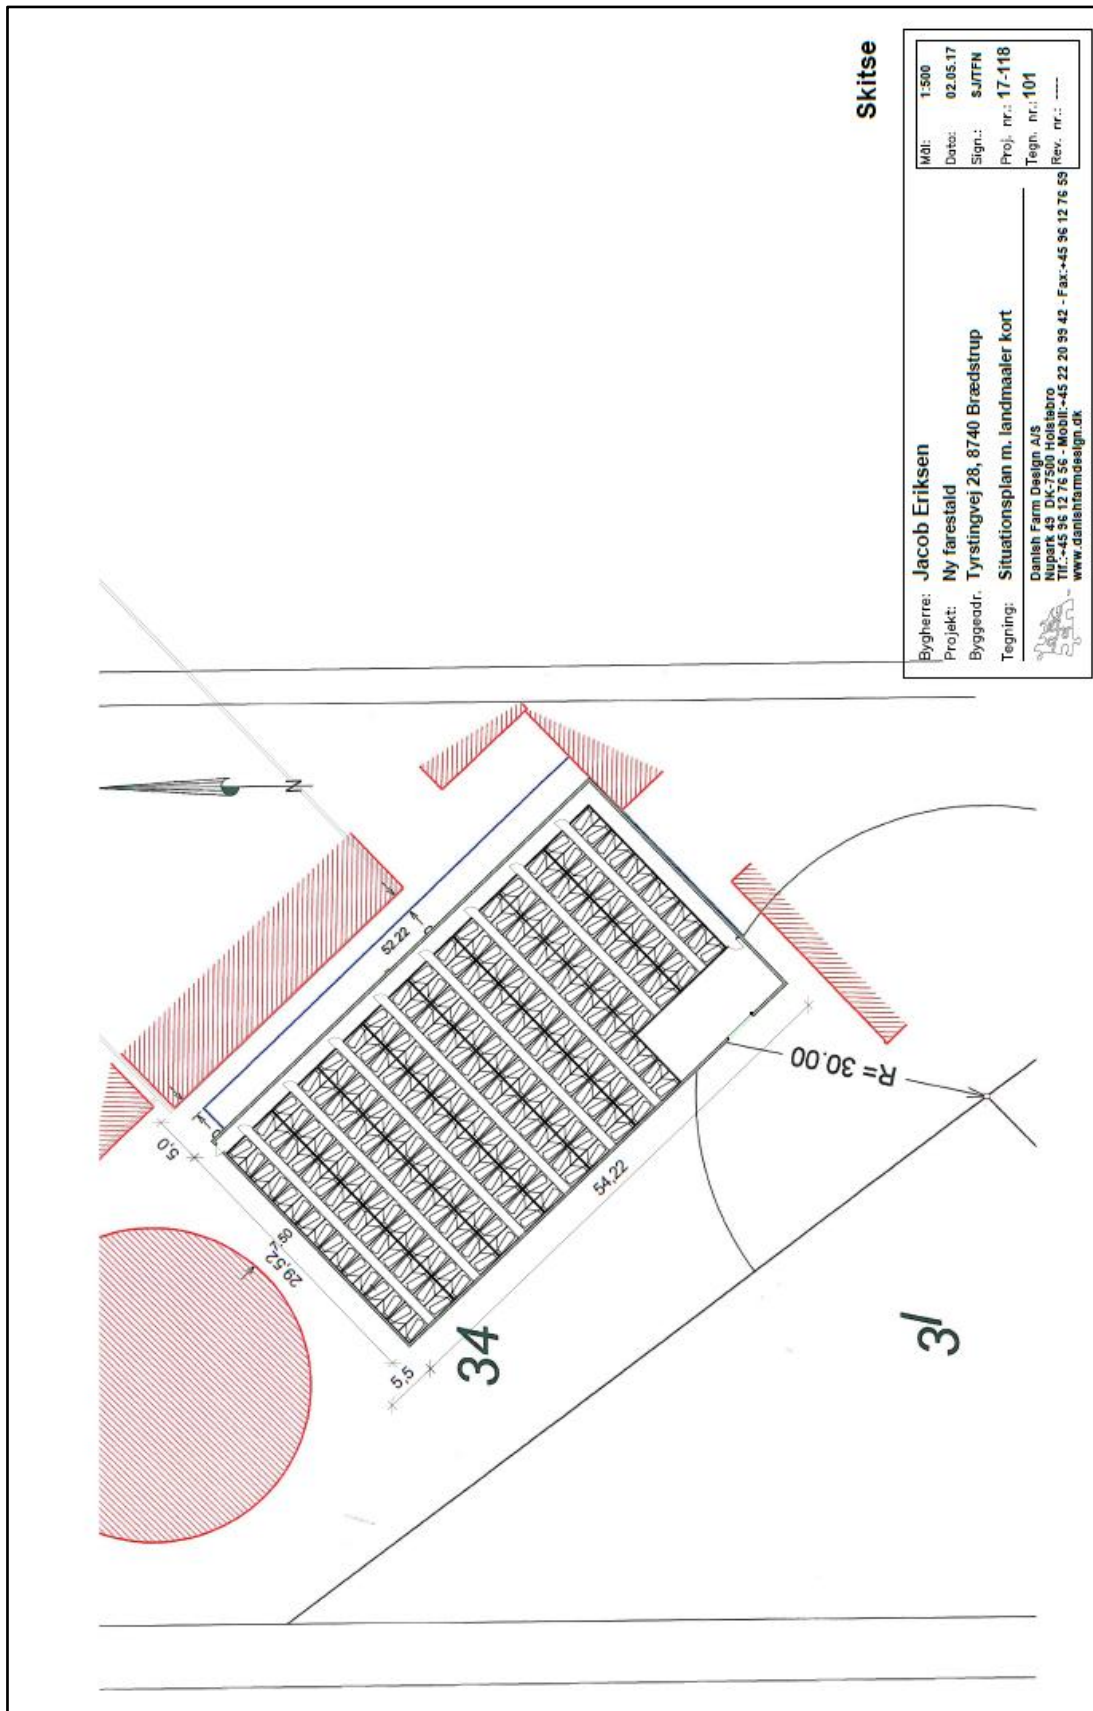 Skitse
Bygherre: Jacob Eriksen
Projekt: Ny farestald
Byggeadr. Tyrstingvej 28, 8740 Brædstrup
Tegning: Situationsplan m. landmaaler kort
Danish Farm Design A/S
Nupark 49 DK-7500 Holstebro
Tlf.:+45 96 12 76 56 - Mobil:+45 22 20 99 42 - Fax:+45 96 12 76 59
www.danishfarmdesign.dk
Mål: 1:500
Dato: 02.05.17
Sign.: SJ/TFN
Proj. nr.: 17-118
Tegn. nr.: 101
Rev. nr.: ----
N
52.22
5,0
29,52
5,5
54,22
R= 30.00
34
3l